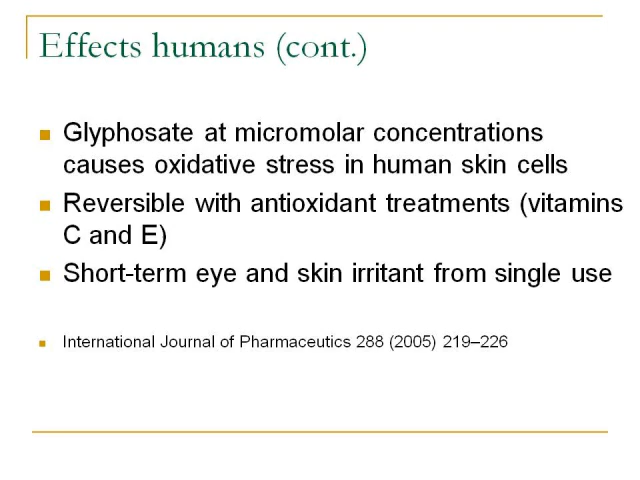 Effects humans (cont.)
Glyphosate at micromolar concentrations
causes oxidative stress in human skin cells
Reversible with antioxidant treatments (vitamins
C and E)
Short-term eye and skin irritant from single use
International Journal of Pharmaceutics 288 (2005) 219–226